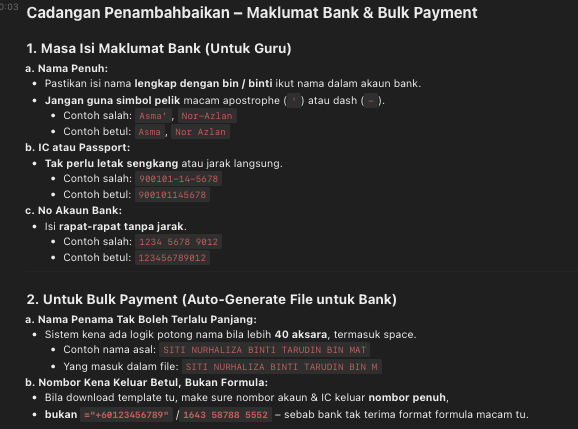 0:03
Cadangan Penambahbaikan – Maklumat Bank & Bulk Payment
1. Masa Isi Maklumat Bank (Untuk Guru)
a. Nama Penuh:
• Pastikan isi nama lengkap dengan bin / binti ikut nama dalam akaun bank.
• Jangan guna simbol pelik macam apostrophe ( ' ) atau dash ( – ).
• Contoh salah: Asma' , Nor-Azlan
• Contoh betul: Asma , Nor Azlan
b. IC atau Passport:
• Tak perlu letak sengkang atau jarak langsung.
• Contoh salah: 900101-14-5678
• Contoh betul: 900101145678
c. No Akaun Bank:
• Isi rapat-rapat tanpa jarak.
• Contoh salah: 1234 5678 9012
• Contoh betul: 123456789012
2. Untuk Bulk Payment (Auto-Generate File untuk Bank)
a. Nama Penama Tak Boleh Terlalu Panjang:
• Sistem kena ada logik potong nama bila lebih 40 aksara, termasuk space.
• Contoh nama asal: SITI NURHALIZA BINTI TARUDIN BIN MAT
• Yang masuk dalam file: SITI NURHALIZA BINTI TARUDIN BIN M
b. Nombor Kena Keluar Betul, Bukan Formula:
• Bila download template tu, make sure nombor akaun & IC keluar nombor penuh,
• bukan ="+60123456789" / 1643 58788 5552 – sebab bank tak terima format formula macam tu.